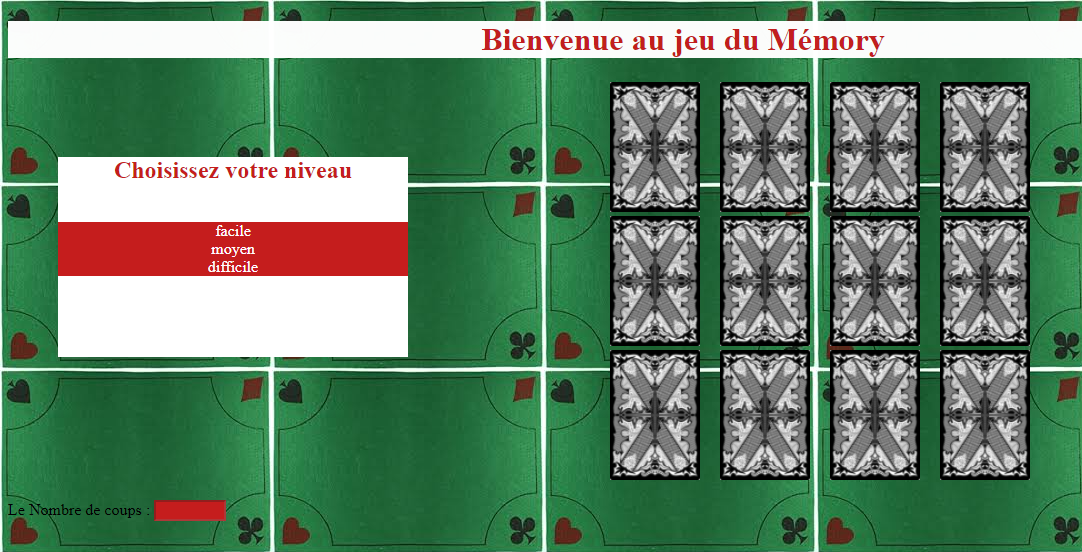 Bienvenue au jeu du Mémory
Choisissez votre niveau
facile
moyen
difficile
Le Nombre de coups :